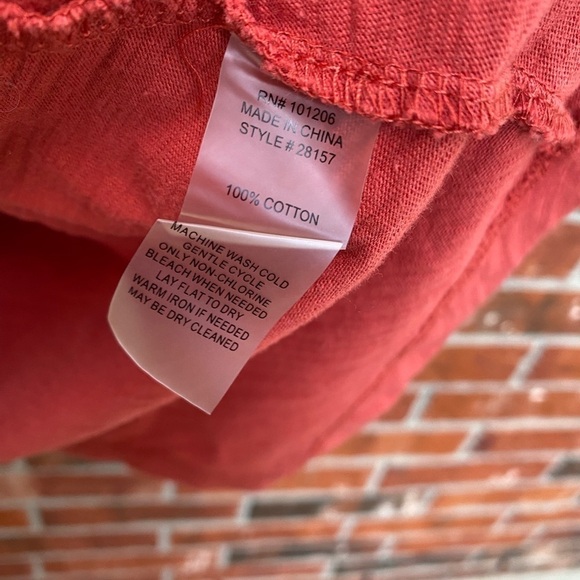 RN# 101206
MADE IN CHINA
STYLE # 28157
100% COTTON
MACHINE WASH COLD
GENTLE CYCLE
ONLY NON-CHLORINE
BLEACH WHEN NEEDED
LAY FLAT TO DRY
WARM IRON IF NEEDED
MAY BE DRY CLEANED